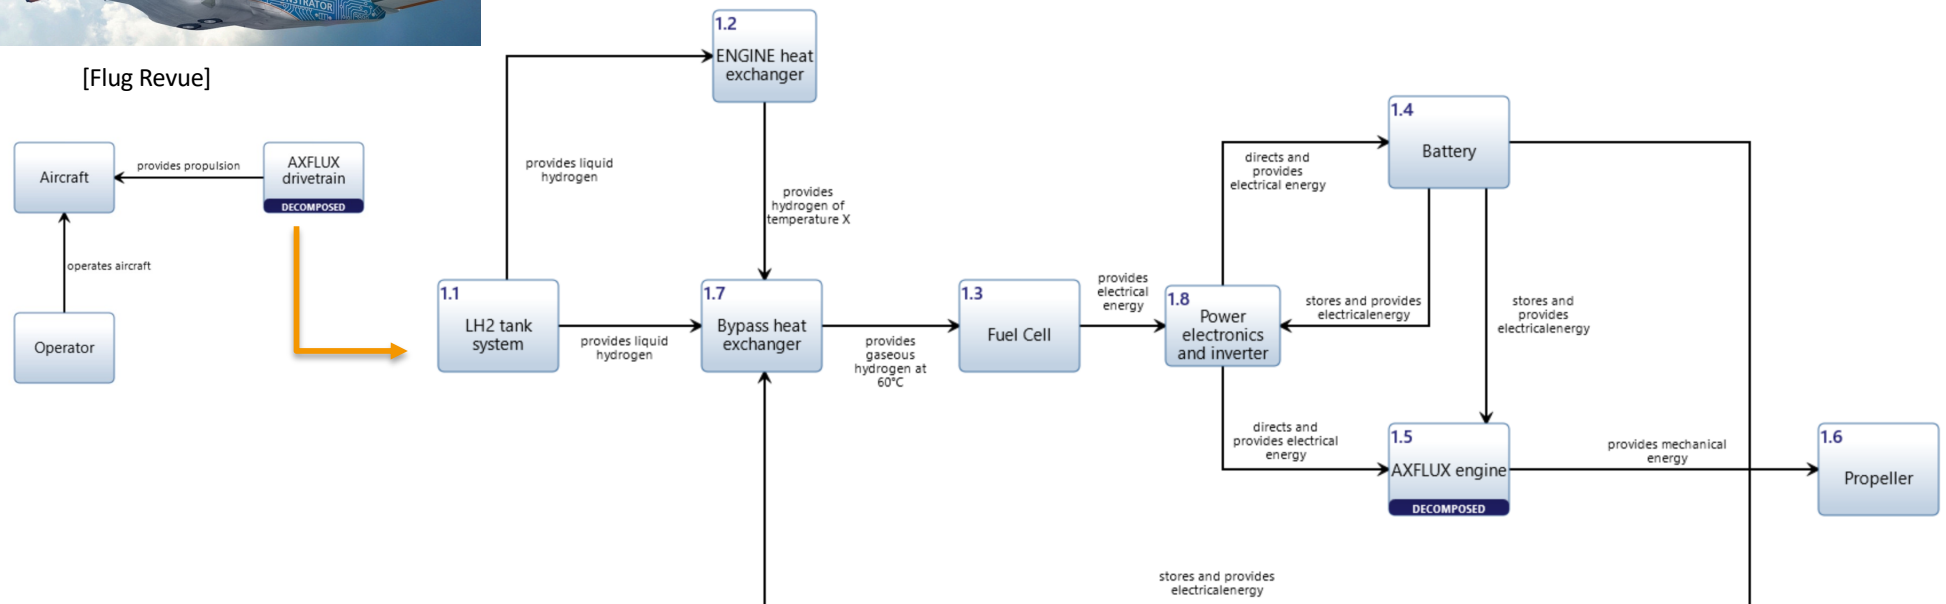 STRATOR
[Flug Revue]
Aircraft
provides propulsion
AXFLUX
drivetrain
DECOMPOSED
operates aircraft
Operator
1.1
LH2 tank
system
provides liquid
hydrogen
1.2
ENGINE heat
exchanger
provides
hydrogen of
temperature X
provides liquid
hydrogen
1.7
Bypass heat
exchanger
provides
gaseous
hydrogen at
60°C
1.3
Fuel Cell
provides
electrical
energy
1.8
Power
electronics
and inverter
directs and
provides
electrical energy
1.4
Battery
stores and provides
electricalenergy
stores and
provides
electricalenergy
directs and
provides electrical
energy
1.5
AXFLUX engine
DECOMPOSED
provides mechanical
energy
1.6
Propeller
stores and provides
electricalenergy